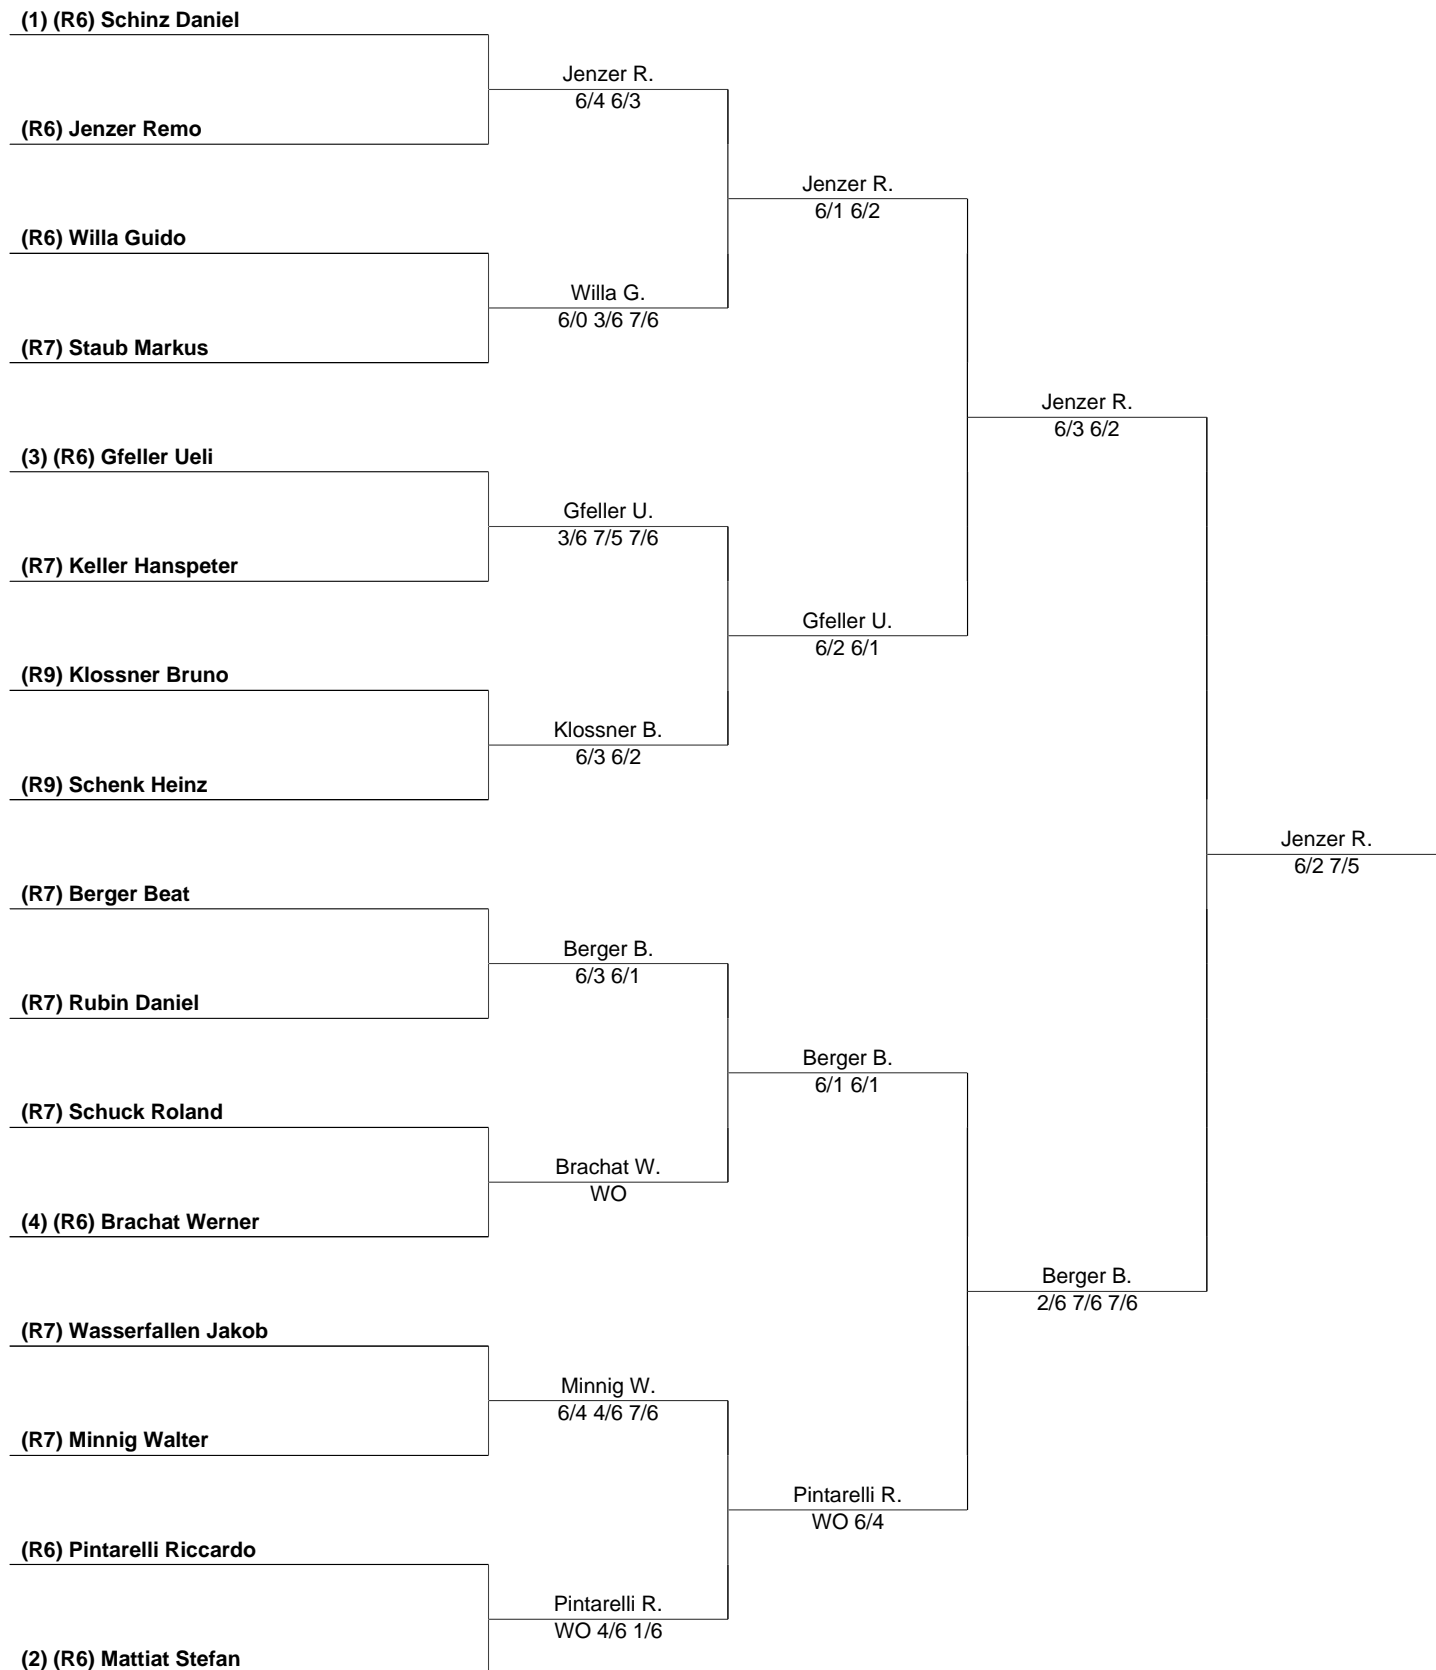 (1) (R6) Schinz Daniel
Jenzer R.
6/4 6/3
(R6) Jenzer Remo
Jenzer R.
6/1 6/2
(R6) Willa Guido
Willa G.
6/0 3/6 7/6
(R7) Staub Markus
Jenzer R.
6/3 6/2
(3) (R6) Gfeller Ueli
Gfeller U.
3/6 7/5 7/6
(R7) Keller Hanspeter
Gfeller U.
6/2 6/1
(R9) Klossner Bruno
Klossner B.
6/3 6/2
(R9) Schenk Heinz
Jenzer R.
6/2 7/5
(R7) Berger Beat
Berger B.
6/3 6/1
(R7) Rubin Daniel
Berger B.
6/1 6/1
(R7) Schuck Roland
Brachat W.
WO
(4) (R6) Brachat Werner
Berger B.
2/6 7/6 7/6
(R7) Wasserfallen Jakob
Minnig W.
6/4 4/6 7/6
(R7) Minnig Walter
Pintarelli R.
WO 6/4
(R6) Pintarelli Riccardo
Pintarelli R.
WO 4/6 1/6
(2) (R6) Mattiat Stefan